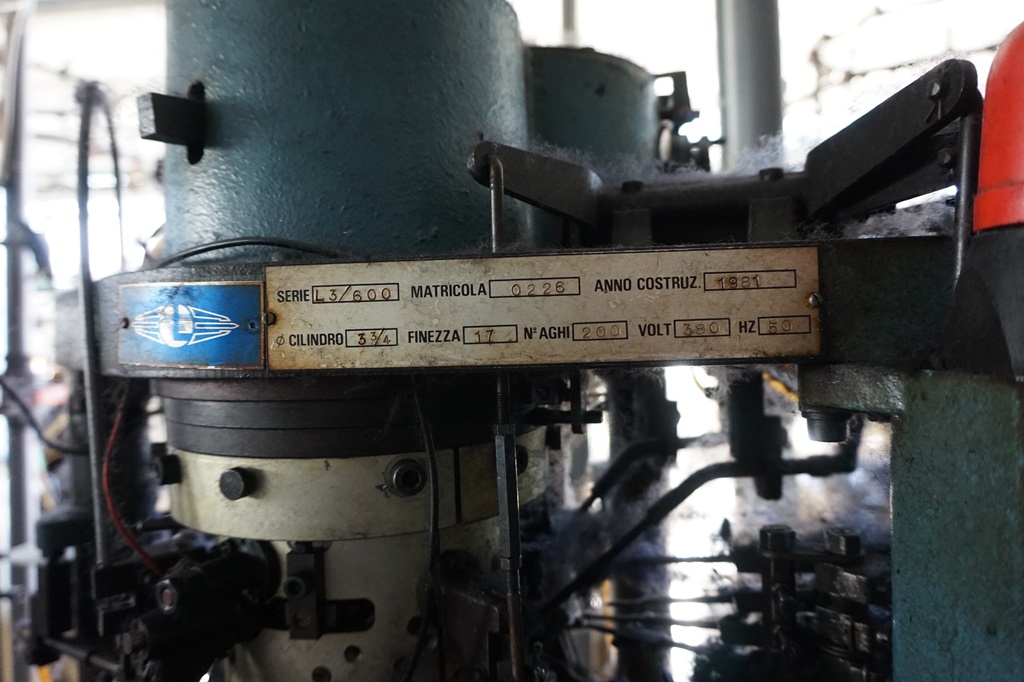 SERIE L3/600 MATRICOLA 0226 ANNO COSTRUZ. 1981
Ø CILINDRO 3¾ FINEZZA 17 Nº AGHI 200 VOLT 380 HZ 50